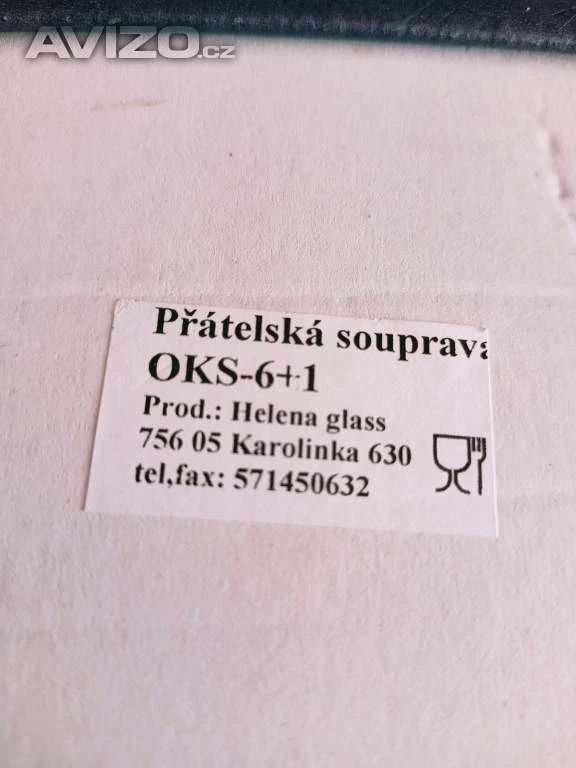 AVIZO.cz
Přátelská souprava
OKS-6+1
Prod.: Helena glass
756 05 Karolinka 630
tel,fax: 571450632